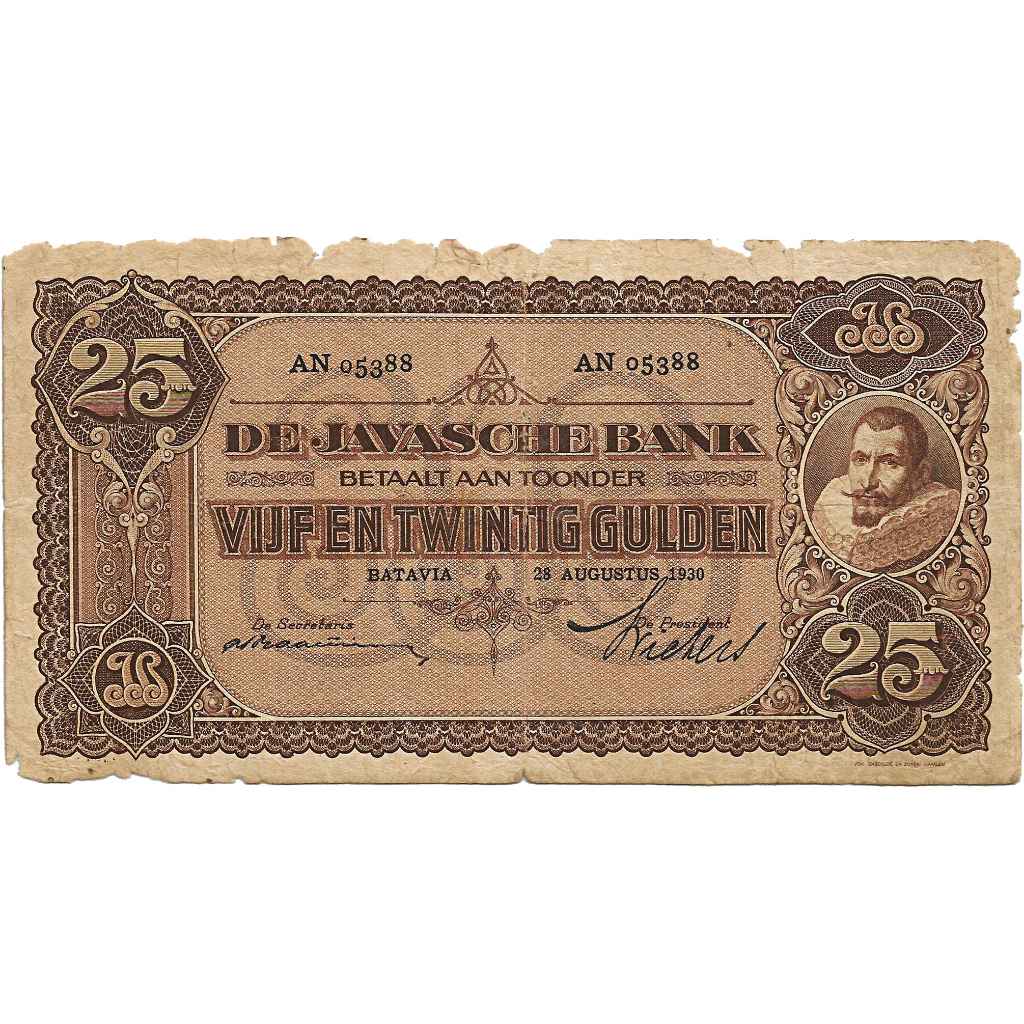 25
JB
AN 05388 AN 05388
DE JAVASCHE BANK
BETAALT AAN TOONDER
VIJF EN TWINTIG GULDEN
BATAVIA 28 AUGUSTUS 1930
De Secretaris De President
JB
25